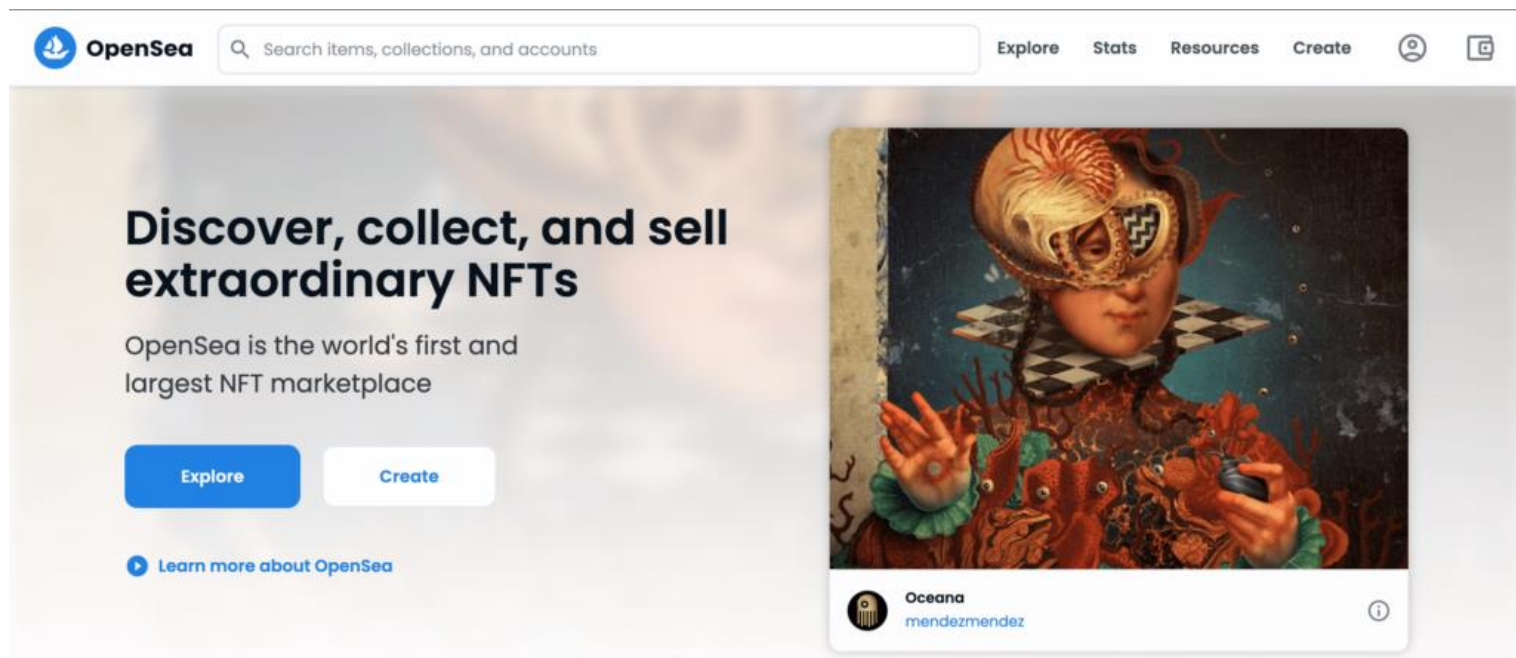 OpenSea
Search items, collections, and accounts
Explore
Stats
Resources
Create
Discover, collect, and sell
extraordinary NFTs
OpenSea is the world's first and
largest NFT marketplace
Explore
Create
Learn more about OpenSea
Oceana
mendezmendez